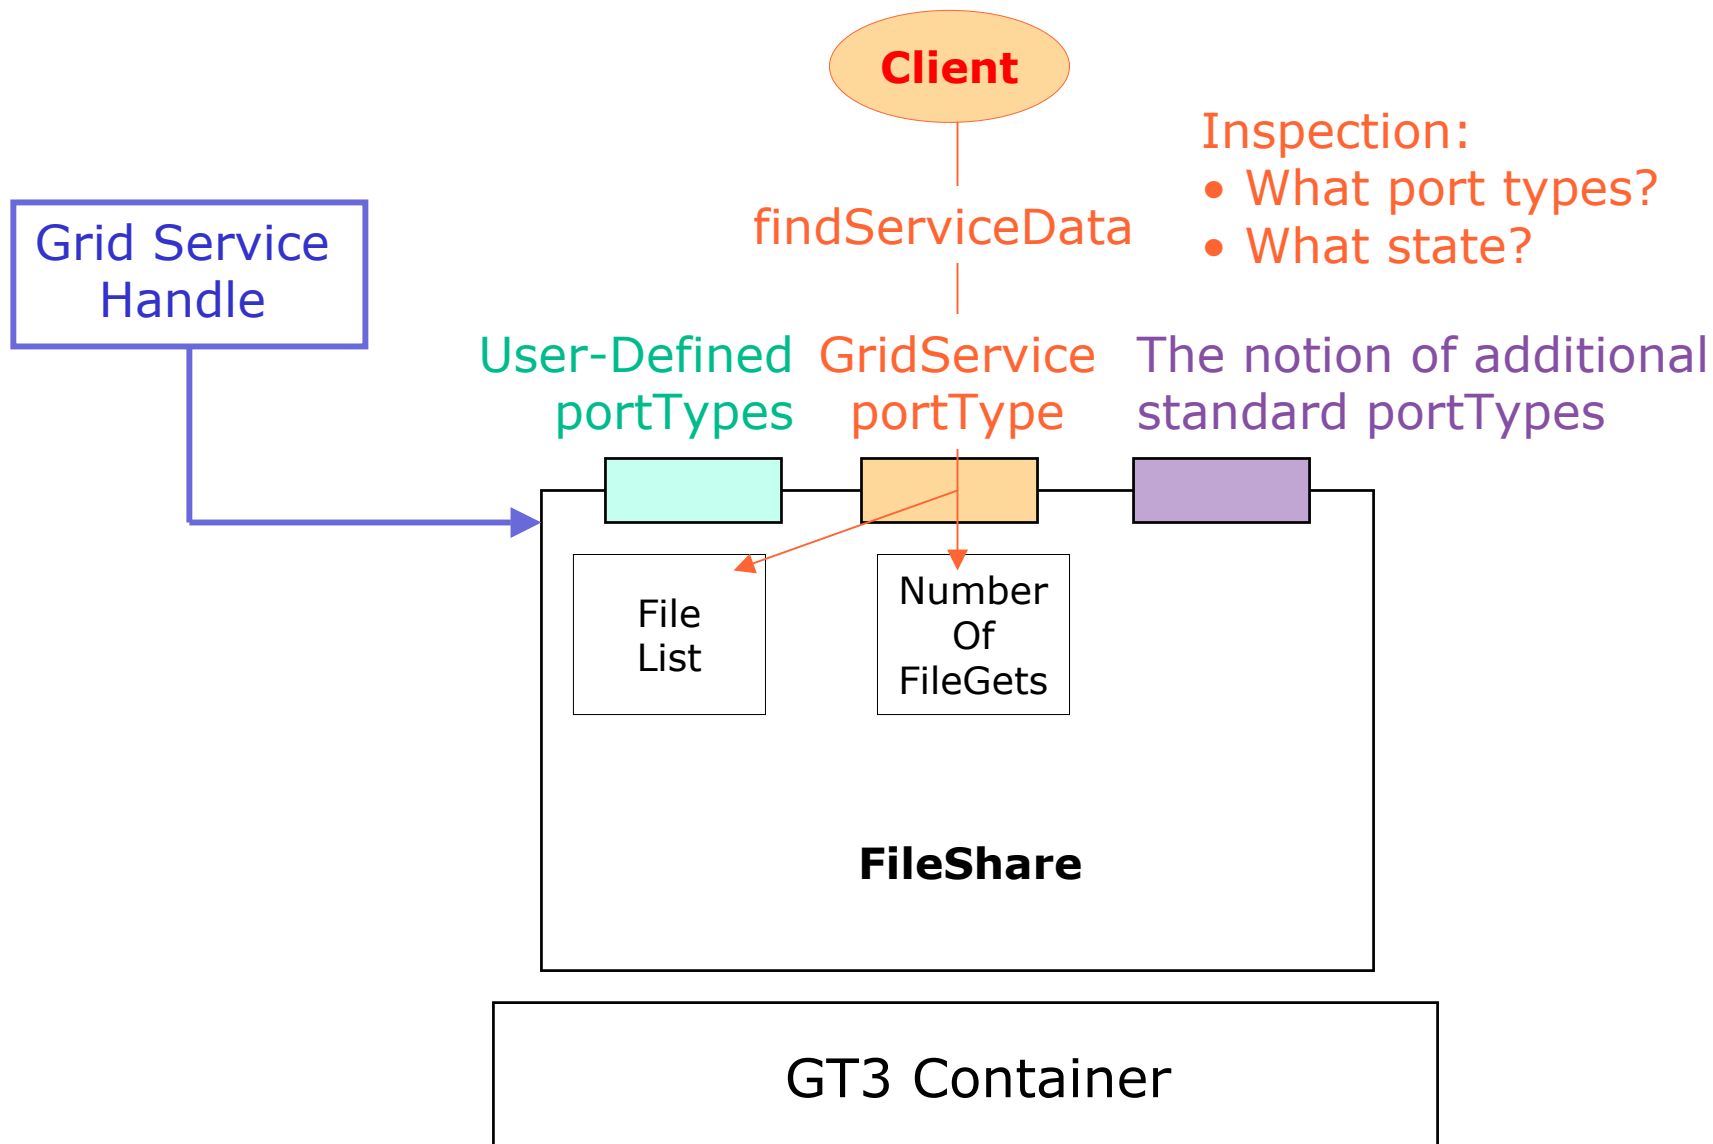 Client
Inspection:
• What port types?
• What state?
findServiceData
Grid Service
Handle
User-Defined
portTypes
GridService
portType
The notion of additional
standard portTypes
File
List
Number
Of
FileGets
FileShare
GT3 Container